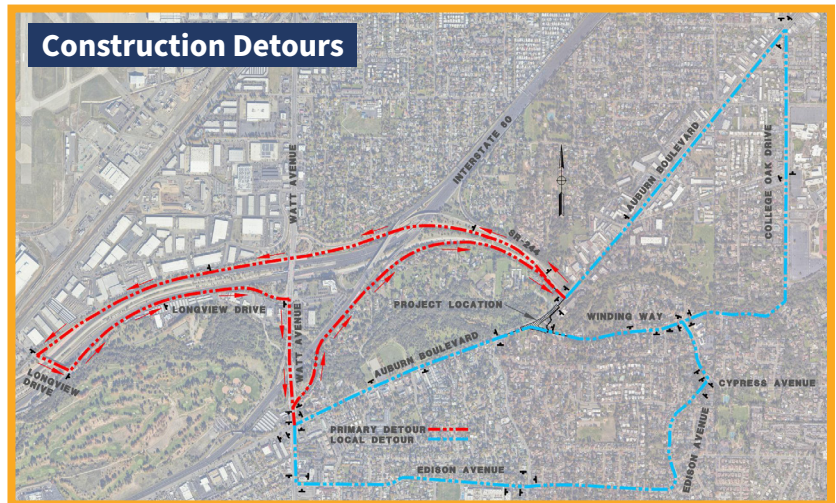 Construction Detours
WATT AVENUE
INTERSTATE 80
AUBURN BOULEVARD
COLLEGE OAK DRIVE
SR-244
PROJECT LOCATION
LONGVIEW DRIVE
WINDING WAY
WATT AVENUE
AUBURN BOULEVARD
LONGVIEW
DRIVE
CYPRESS AVENUE
PRIMARY DETOUR
LOCAL DETOUR
EDISON AVENUE
EDISON AVENUE